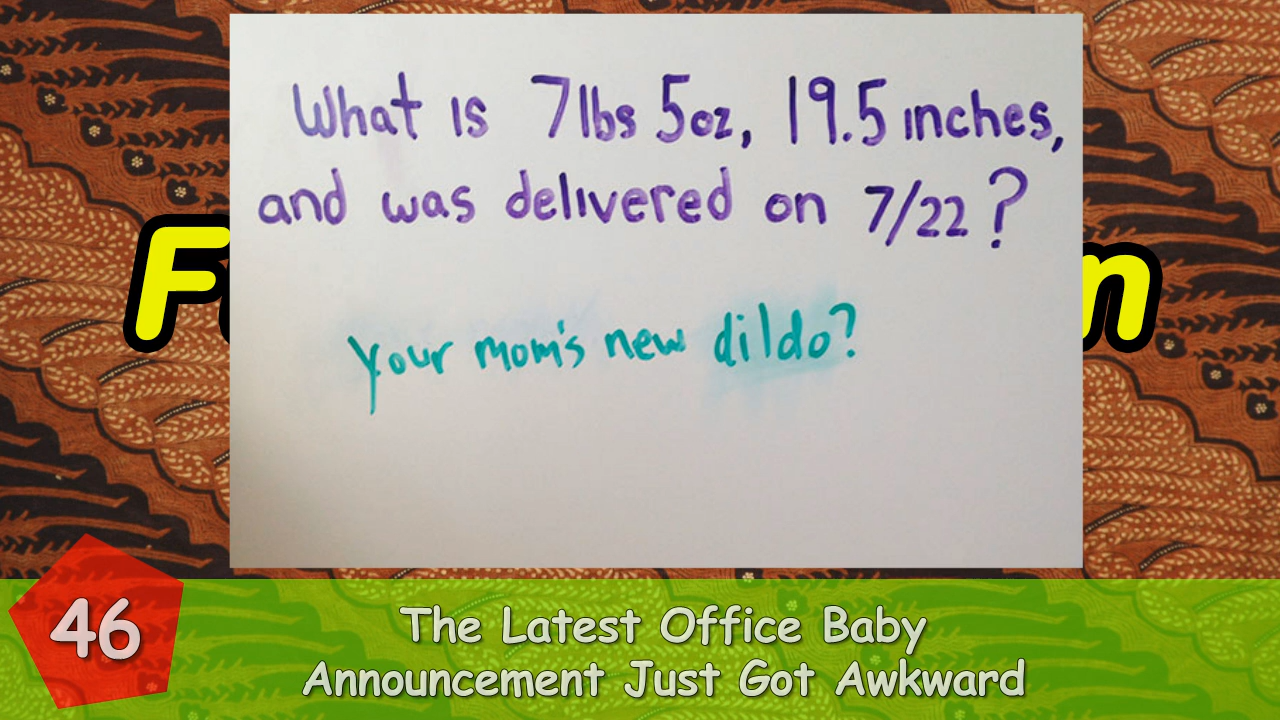 What is 7lbs 5oz, 19.5 inches,
and was delivered on 7/22?
your mom's new dildo?
46
The Latest Office Baby
Announcement Just Got Awkward